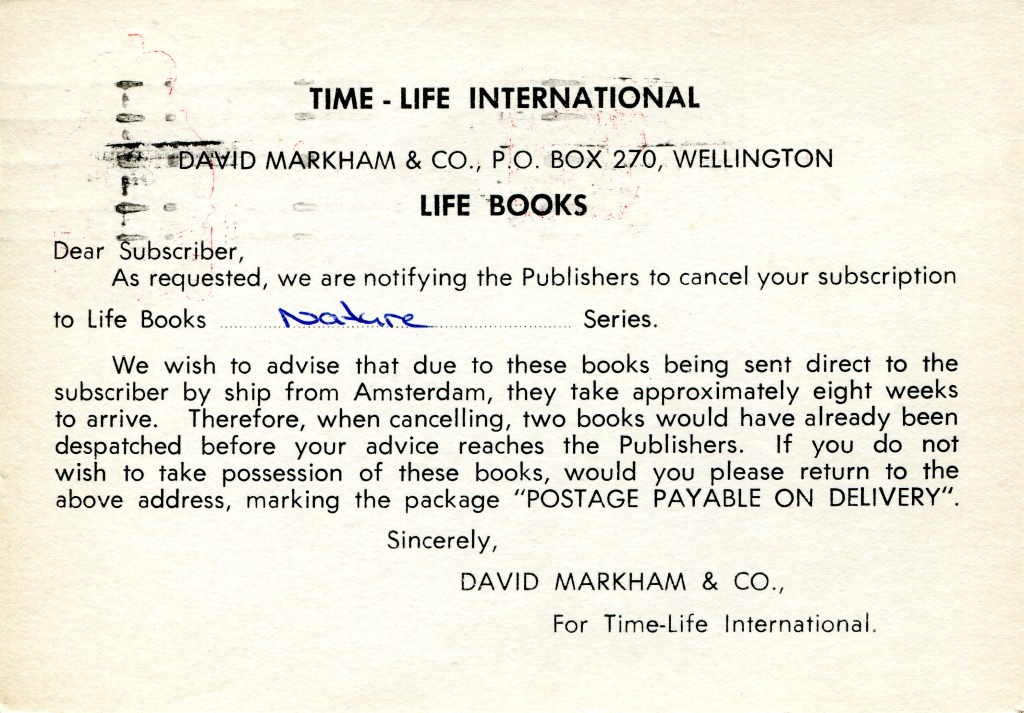 TIME - LIFE INTERNATIONAL
DAVID MARKHAM & CO., P.O. BOX 270, WELLINGTON
LIFE BOOKS
Dear Subscriber,
As requested, we are notifying the Publishers to cancel your subscription
to Life Books Nature Series.
We wish to advise that due to these books being sent direct to the
subscriber by ship from Amsterdam, they take approximately eight weeks
to arrive. Therefore, when cancelling, two books would have already been
despatched before your advice reaches the Publishers. If you do not
wish to take possession of these books, would you please return to the
above address, marking the package "POSTAGE PAYABLE ON DELIVERY".
Sincerely,
DAVID MARKHAM & CO.,
For Time-Life International.